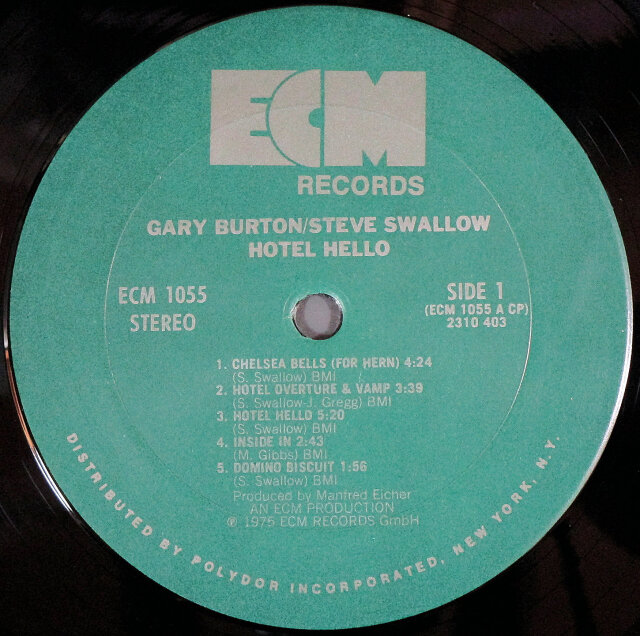 ECM
RECORDS
GARY BURTON/STEVE SWALLOW
HOTEL HELLO
ECM 1055
STEREO
SIDE 1
(ECM 1055 A CP)
2310 403
1. CHELSEA BELLS (FOR HERN) 4:24
(S. Swallow) BMI
2. HOTEL OVERTURE & VAMP 3:39
(S. Swallow-J. Gregg) BMI
3. HOTEL HELLO 5:20
(S. Swallow) BMI
4. INSIDE IN 2:43
(M. Gibbs) BMI
5. DOMINO BISCUIT 1:56
(S. Swallow) BMI
Produced by Manfred Eicher
AN ECM PRODUCTION
℗ 1975 ECM RECORDS GmbH
DISTRIBUTED BY POLYDOR INCORPORATED, NEW YORK, N.Y.